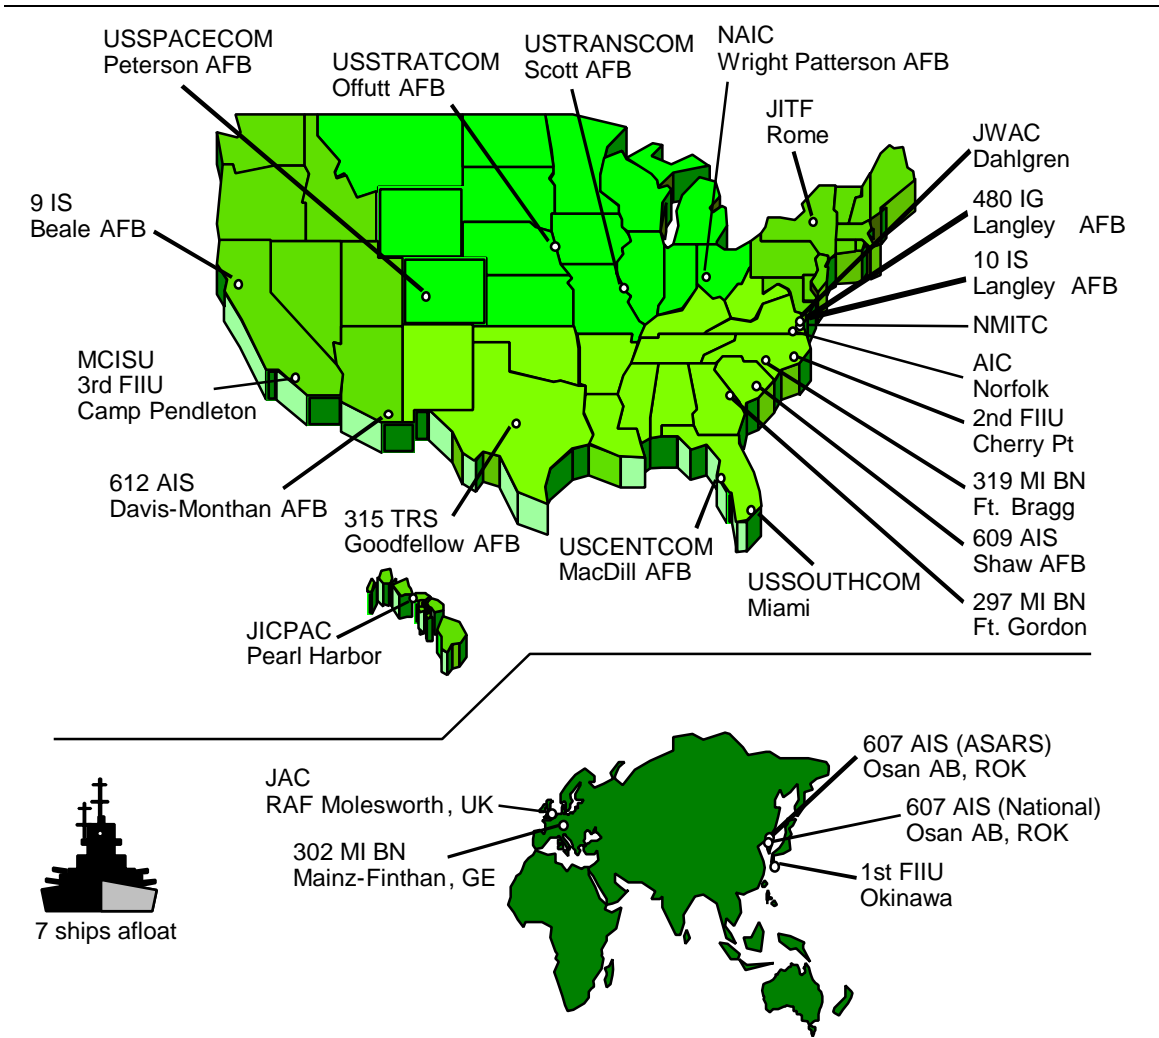 USSPACECOM
Peterson AFB
USSTRATCOM
Offutt AFB
USTRANSCOM
Scott AFB
NAIC
Wright Patterson AFB
JITF
Rome
JWAC
Dahlgren
480 IG
Langley AFB
10 IS
Langley AFB
NMITC
AIC
Norfolk
2nd FIIU
Cherry Pt
319 MI BN
Ft. Bragg
609 AIS
Shaw AFB
297 MI BN
Ft. Gordon
9 IS
Beale AFB
MCISU
3rd FIIU
Camp Pendleton
612 AIS
Davis-Monthan AFB
315 TRS
Goodfellow AFB
USCENTCOM
MacDill AFB
USSOUTHCOM
Miami
JICPAC
Pearl Harbor
7 ships afloat
JAC
RAF Molesworth, UK
302 MI BN
Mainz-Finthan, GE
607 AIS (ASARS)
Osan AB, ROK
607 AIS (National)
Osan AB, ROK
1st FIIU
Okinawa